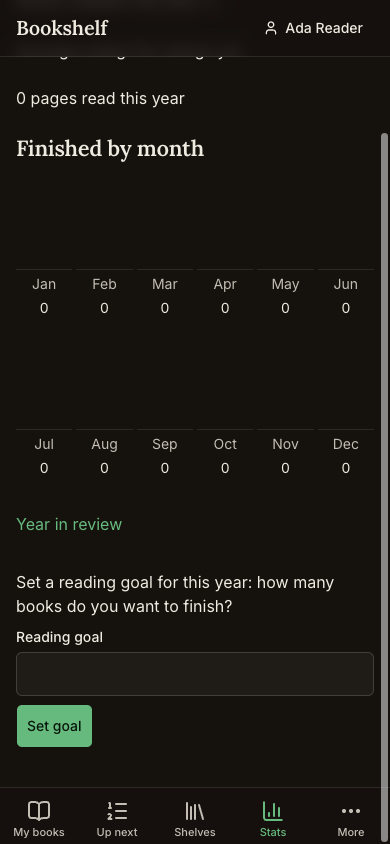 Bookshelf
Ada Reader
0 pages read this year
Finished by month
Jan Feb Mar Apr May Jun
0 0 0 0 0 0
Jul Aug Sep Oct Nov Dec
0 0 0 0 0 0
Year in review
Set a reading goal for this year: how many
books do you want to finish?
Reading goal
Set goal
My books Up next Shelves Stats More